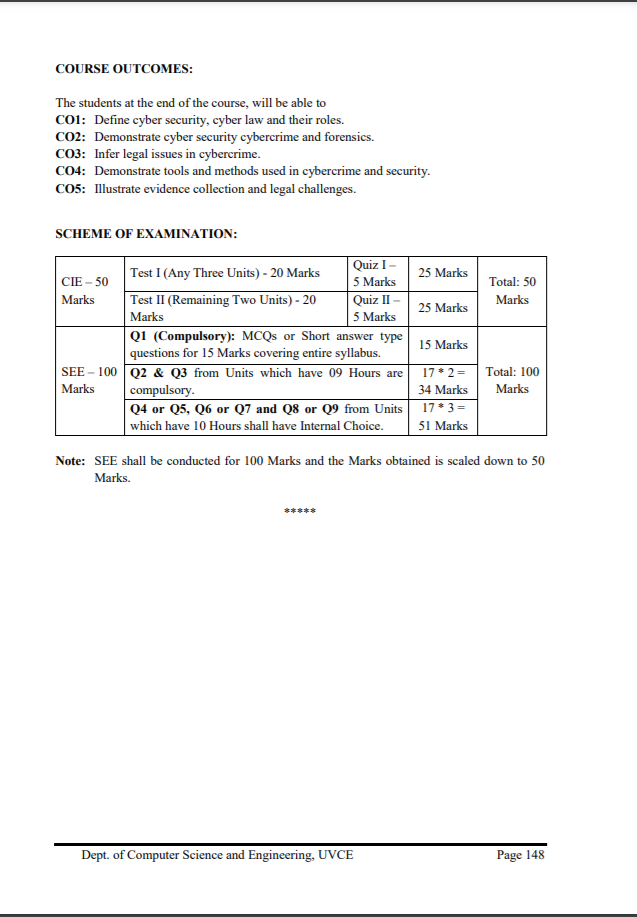 COURSE OUTCOMES:
The students at the end of the course, will be able to
CO1: Define cyber security, cyber law and their roles.
CO2: Demonstrate cyber security cybercrime and forensics.
CO3: Infer legal issues in cybercrime.
CO4: Demonstrate tools and methods used in cybercrime and security.
CO5: Illustrate evidence collection and legal challenges.
SCHEME OF EXAMINATION:
CIE – 50
Marks
Test I (Any Three Units) - 20 Marks
Quiz I –
5 Marks
25 Marks
Total: 50
Marks
Test II (Remaining Two Units) - 20
Marks
Quiz II –
5 Marks
25 Marks
SEE – 100
Marks
Q1 (Compulsory): MCQs or Short answer type
questions for 15 Marks covering entire syllabus.
15 Marks
Total: 100
Marks
Q2 & Q3 from Units which have 09 Hours are
compulsory.
17 * 2 =
34 Marks
Q4 or Q5, Q6 or Q7 and Q8 or Q9 from Units
which have 10 Hours shall have Internal Choice.
17 * 3 =
51 Marks
Note: SEE shall be conducted for 100 Marks and the Marks obtained is scaled down to 50
Marks.
*****
Dept. of Computer Science and Engineering, UVCE
Page 148